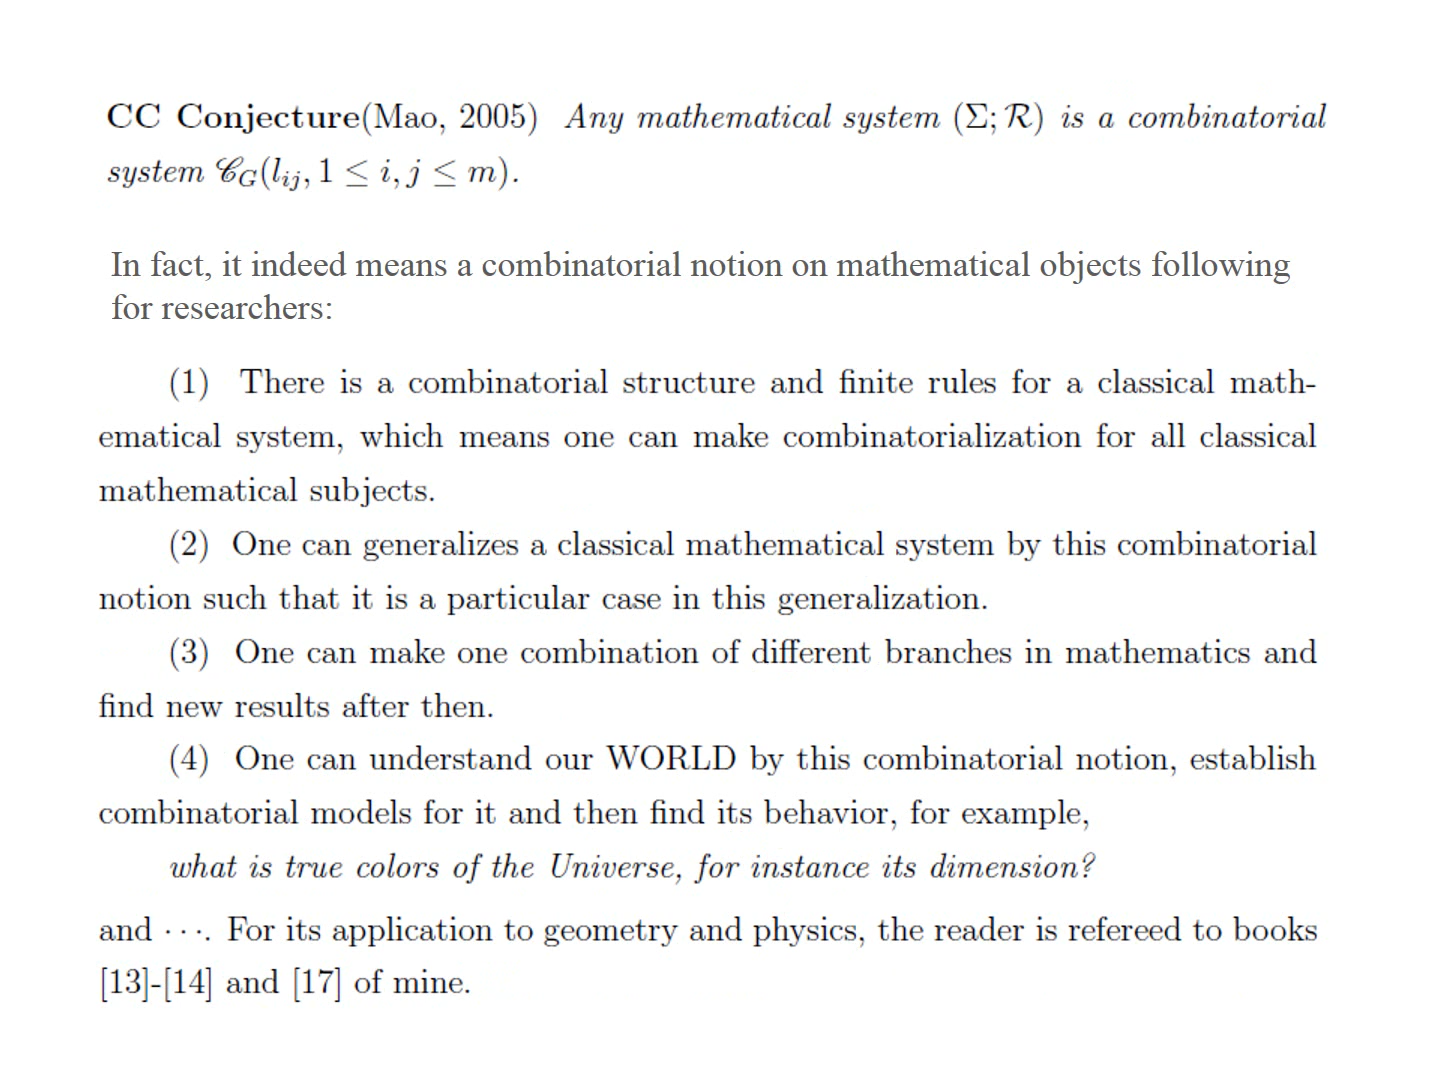 CC Conjecture(Mao, 2005) Any mathematical system (Σ; ℛ) is a combinatorial
system 𝒞_G(l_ij, 1 ≤ i, j ≤ m).
In fact, it indeed means a combinatorial notion on mathematical objects following
for researchers:
(1) There is a combinatorial structure and finite rules for a classical math-
ematical system, which means one can make combinatorialization for all classical
mathematical subjects.
(2) One can generalizes a classical mathematical system by this combinatorial
notion such that it is a particular case in this generalization.
(3) One can make one combination of different branches in mathematics and
find new results after then.
(4) One can understand our WORLD by this combinatorial notion, establish
combinatorial models for it and then find its behavior, for example,
what is true colors of the Universe, for instance its dimension?
and · · ·. For its application to geometry and physics, the reader is refereed to books
[13]-[14] and [17] of mine.